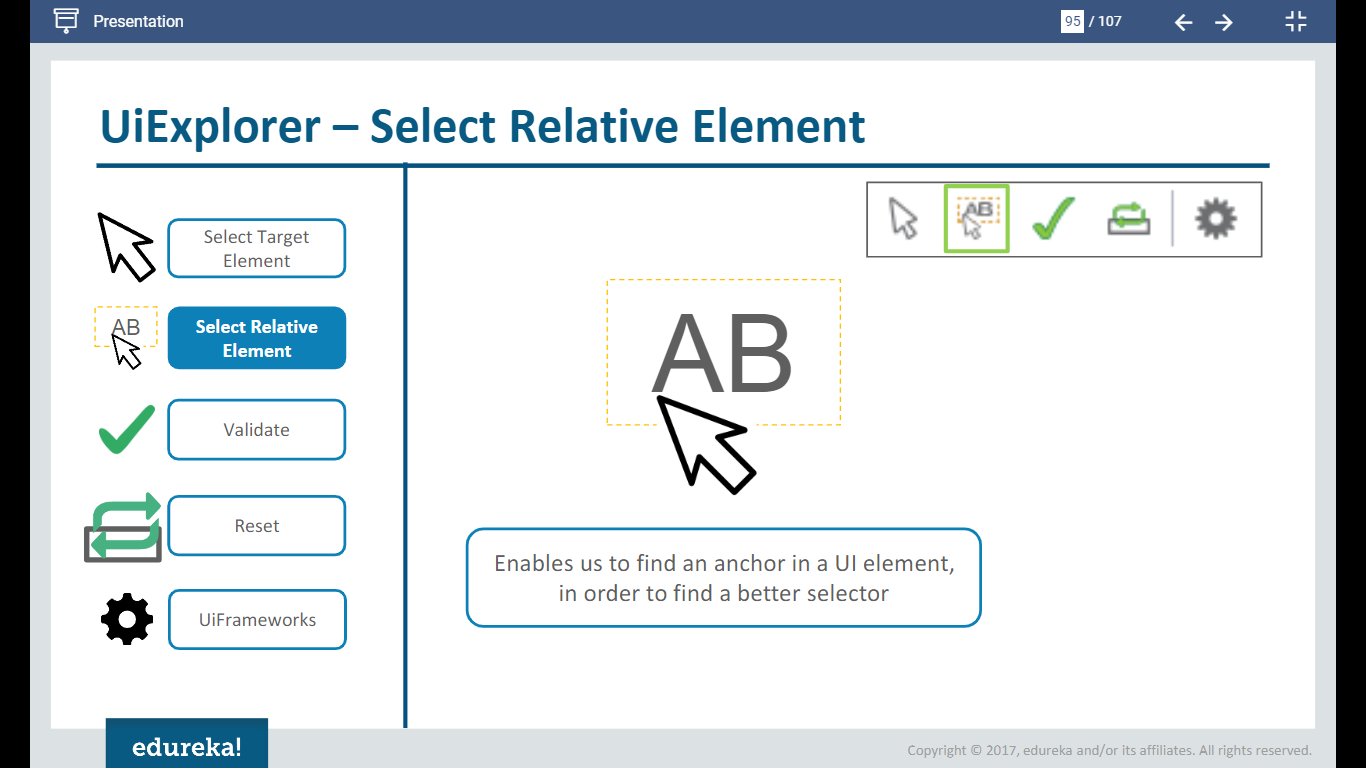 Presentation
95 / 107
UiExplorer – Select Relative Element
Select Target
Element
AB
Select Relative
Element
Validate
Reset
UiFrameworks
AB
AB
Enables us to find an anchor in a UI element,
in order to find a better selector
edureka!
Copyright © 2017, edureka and/or its affiliates. All rights reserved.